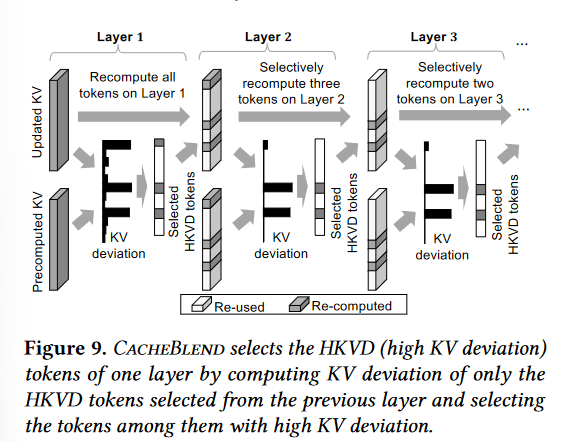 Layer 1
Layer 2
Layer 3
...
Recompute all
tokens on Layer 1
Selectively
recompute three
tokens on Layer 2
Selectively
recompute two
tokens on Layer 3
...
Updated KV
Precomputed KV
KV
deviation
Selected
HKVD tokens
KV
deviation
Selected
HKVD tokens
KV
deviation
Selected
HKVD tokens
Re-used
Re-computed
Figure 9. CACHEBLEND selects the HKVD (high KV deviation)
tokens of one layer by computing KV deviation of only the
HKVD tokens selected from the previous layer and selecting
the tokens among them with high KV deviation.